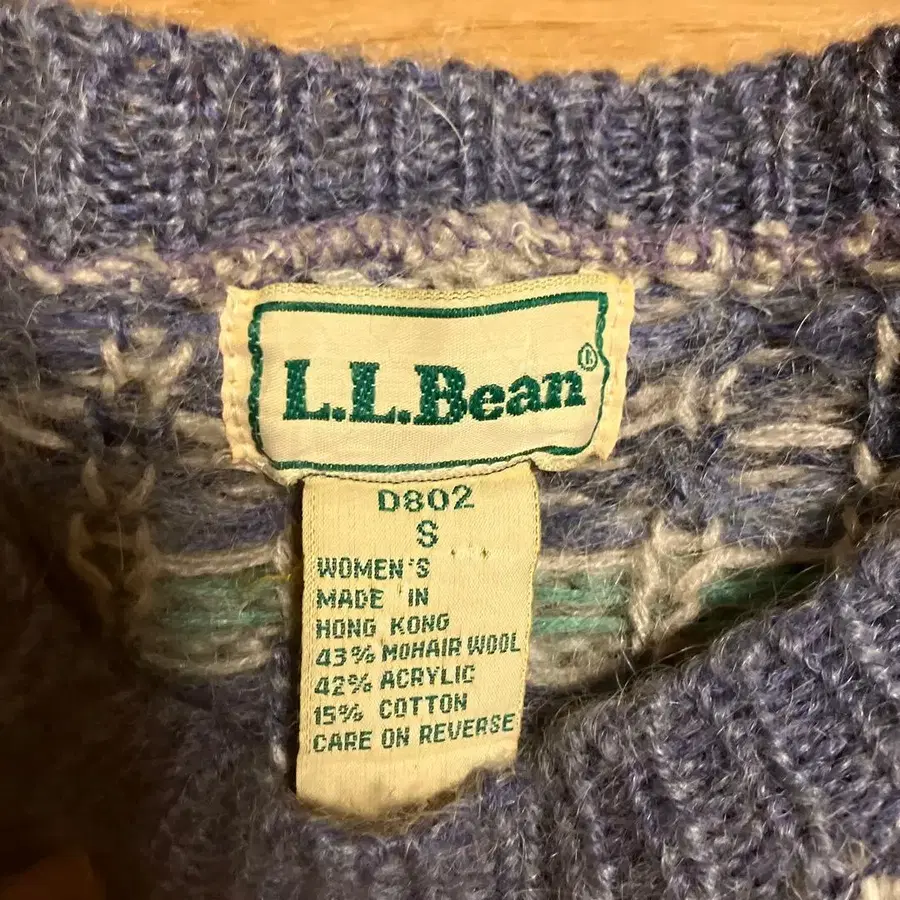 L.L.Bean®
D802
S
WOMEN'S
MADE IN
HONG KONG
43% MOHAIR WOOL
42% ACRYLIC
15% COTTON
CARE ON REVERSE